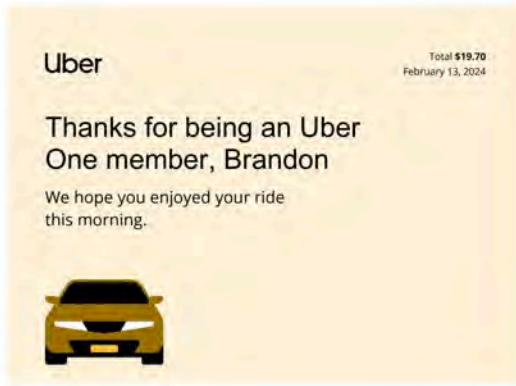 Uber
Total $19.70
February 13, 2024
Thanks for being an Uber
One member, Brandon
We hope you enjoyed your ride
this morning.